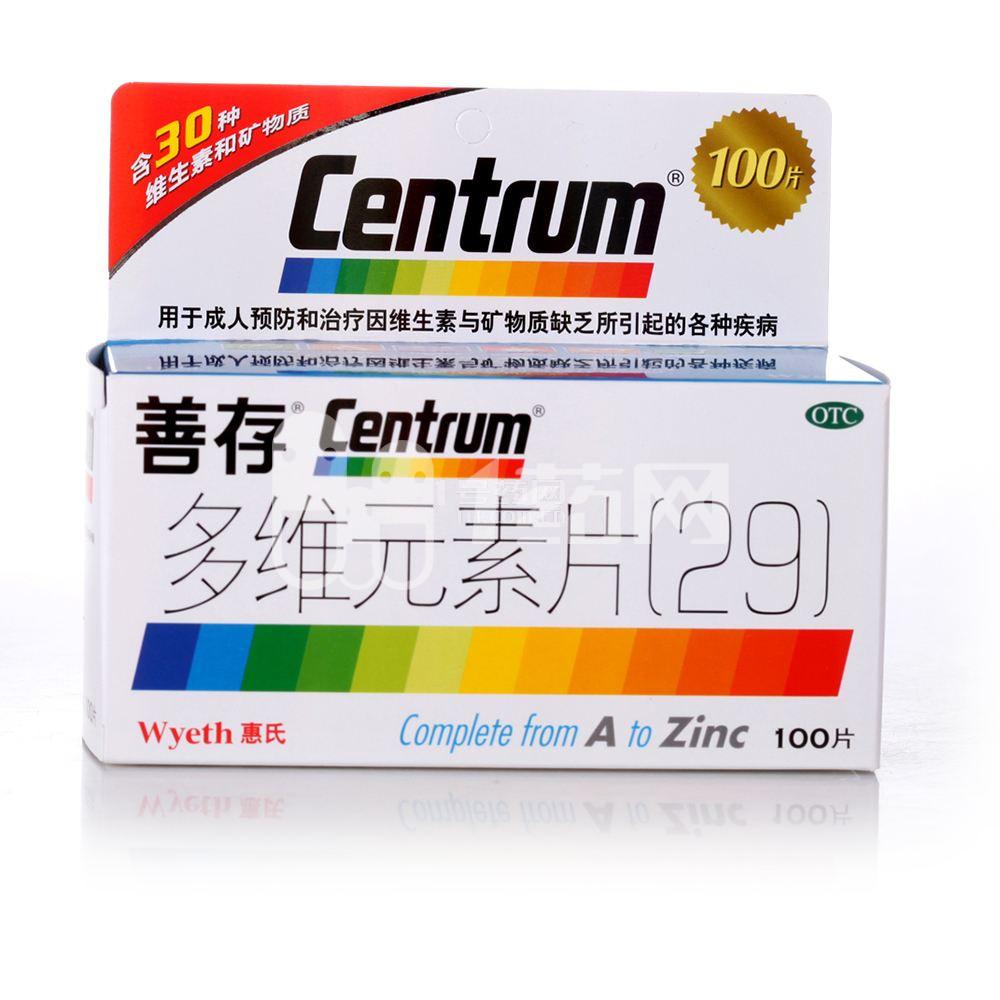 含30种
维生素和矿物质
Centrum®
100片
用于成人预防和治疗因维生素与矿物质缺乏所引起的各种疾病
善存® Centrum®
OTC
多维元素片(29)
Wyeth 惠氏
Complete from A to Zinc
100片